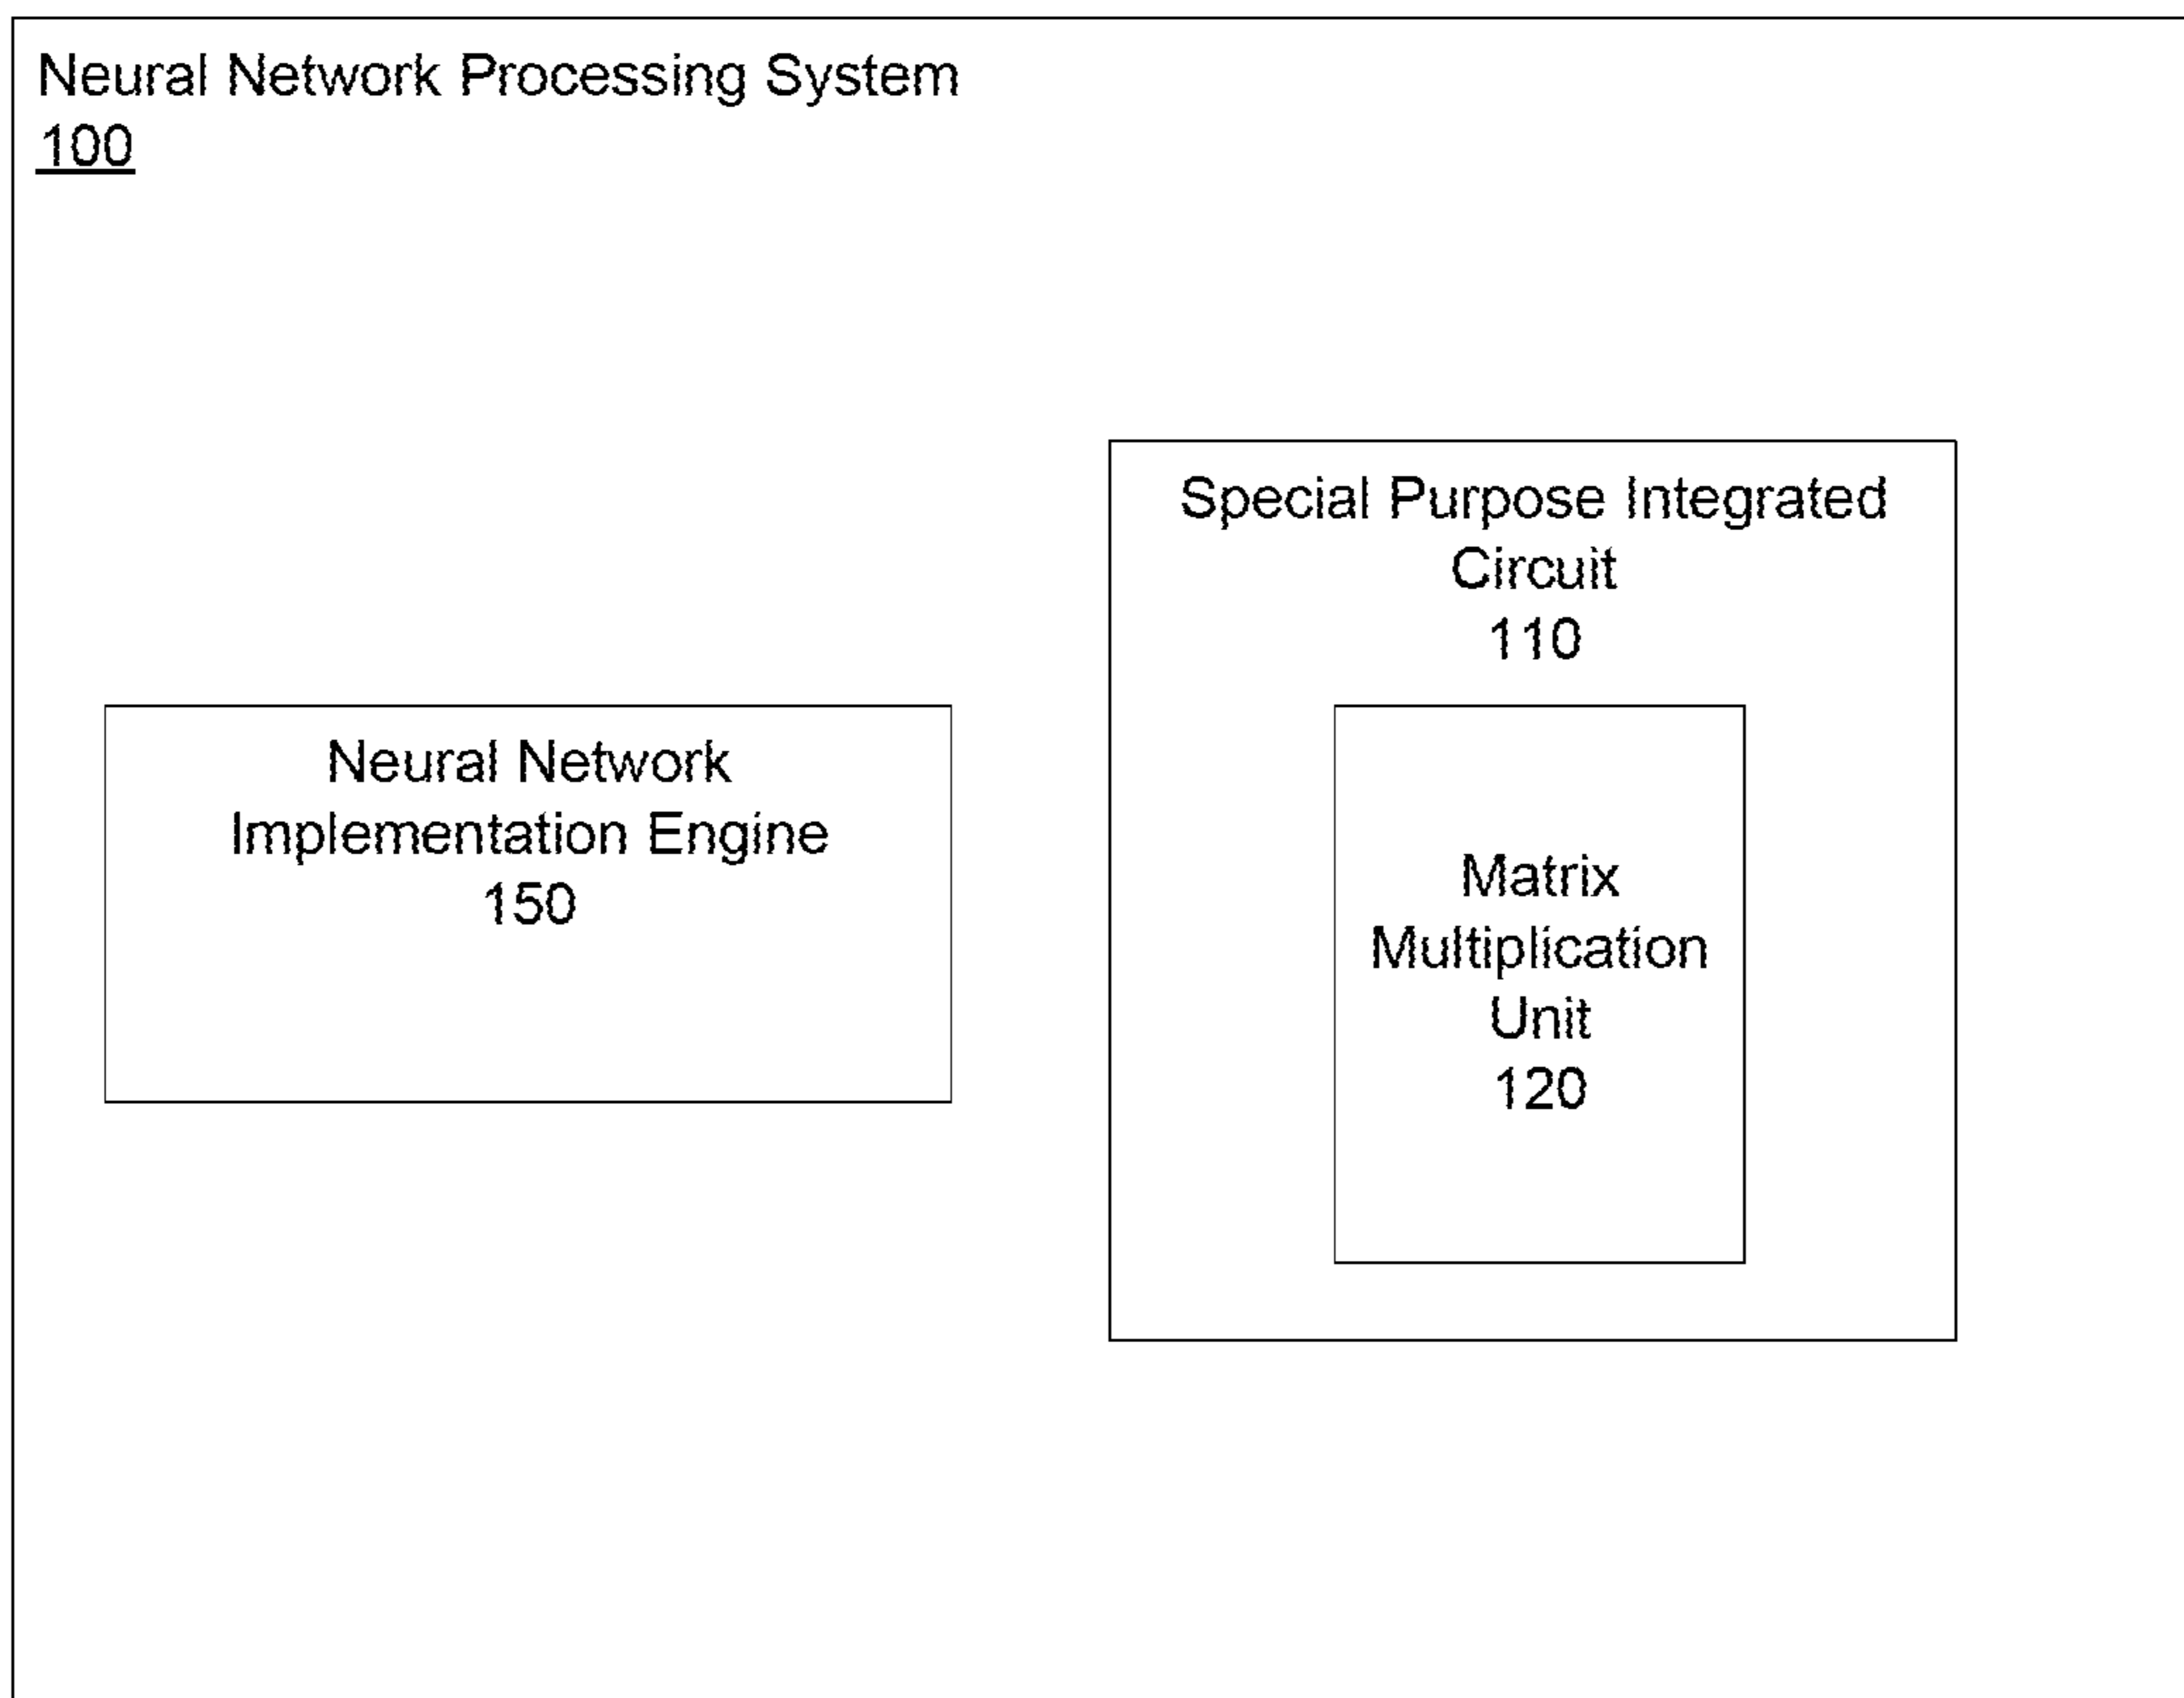 Neural Network Processing System
100
Special Purpose Integrated
Circuit
110
Neural Network
Implementation Engine
150
Matrix
Multiplication
Unit
120